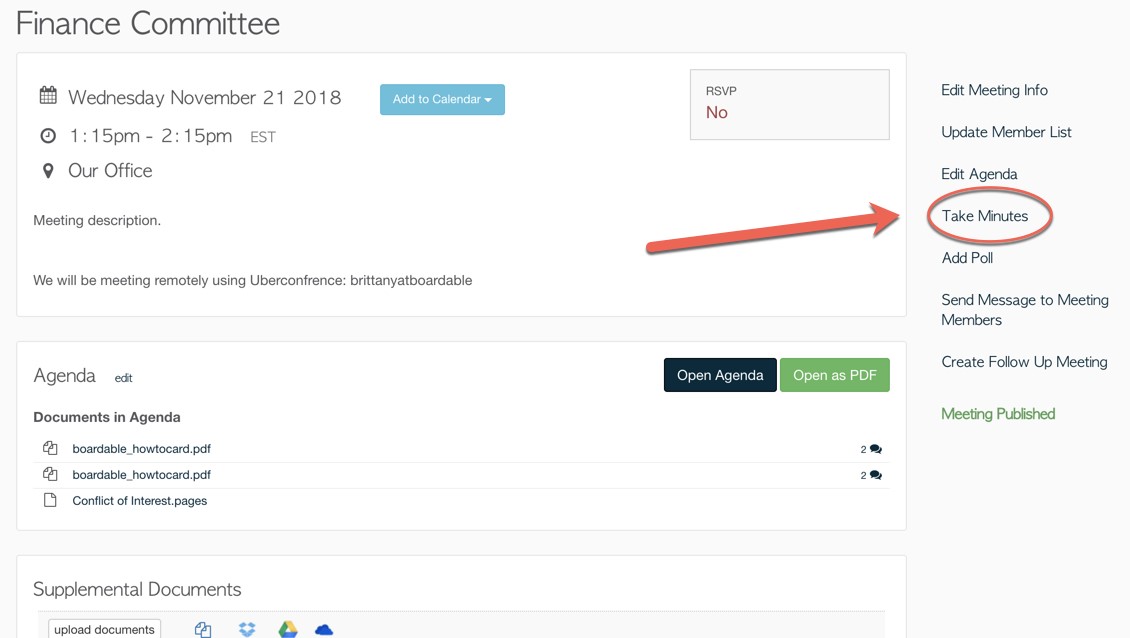 Finance Committee
Wednesday November 21 2018
Add to Calendar
1:15pm - 2:15pm EST
Our Office
RSVP
No
Meeting description.
We will be meeting remotely using Uberconfrence: brittanyatboardable
Edit Meeting Info
Update Member List
Edit Agenda
Take Minutes
Add Poll
Send Message to Meeting
Members
Create Follow Up Meeting
Meeting Published
Agenda edit
Open Agenda
Open as PDF
Documents in Agenda
boardable_howtocard.pdf 2
boardable_howtocard.pdf 2
Conflict of Interest.pages
Supplemental Documents
upload documents